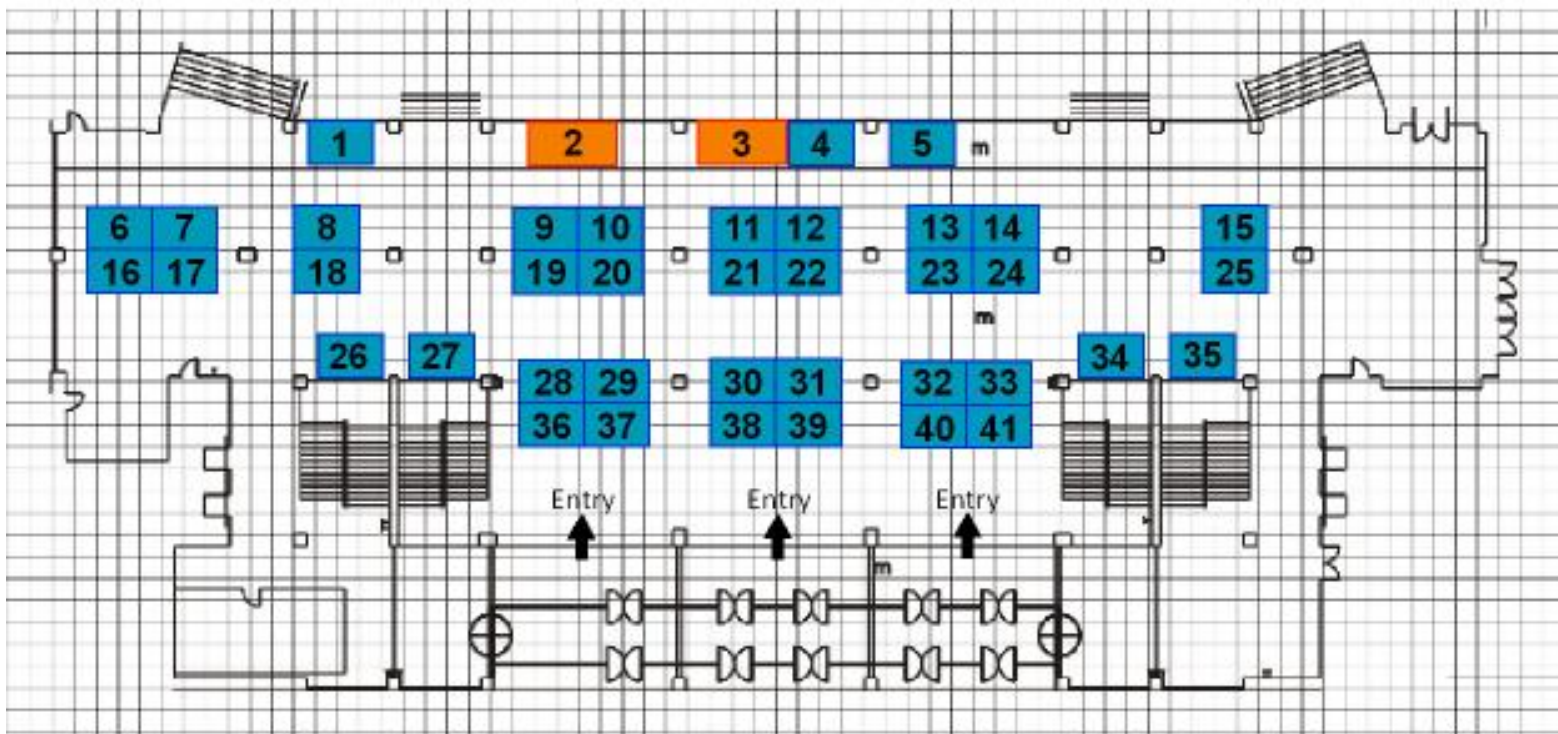 1 2 3 4 5 m
6 7 8 9 10 11 12 13 14 15
16 17 18 19 20 21 22 23 24 25
m
26 27 34 35
28 29 30 31 32 33
36 37 38 39 40 41
Entry Entry Entry
m